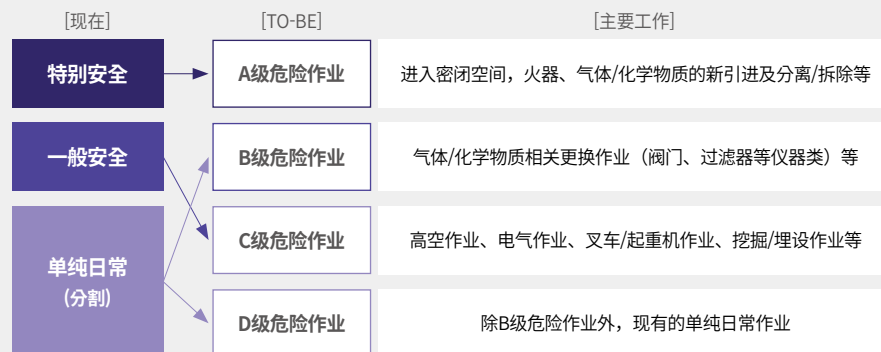 [现在] [TO-BE] [主要工作]
特别安全 A级危险作业 进入密闭空间，火器、气体/化学物质的新引进及分离/拆除等
一般安全 B级危险作业 气体/化学物质相关更换作业（阀门、过滤器等仪器类）等
C级危险作业 高空作业、电气作业、叉车/起重机作业、挖掘/埋设作业等
单纯日常
(分割)
D级危险作业 除B级危险作业外，现有的单纯日常作业